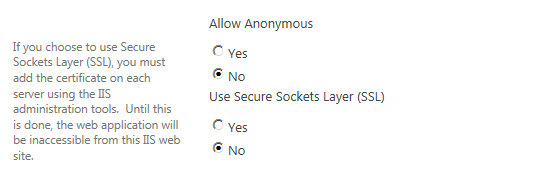 Allow Anonymous
Yes
No
If you choose to use Secure
Sockets Layer (SSL), you must
add the certificate on each
server using the IIS
administration tools.  Until this
is done, the web application will
be inaccessible from this IIS web
site.
Use Secure Sockets Layer (SSL)
Yes
No